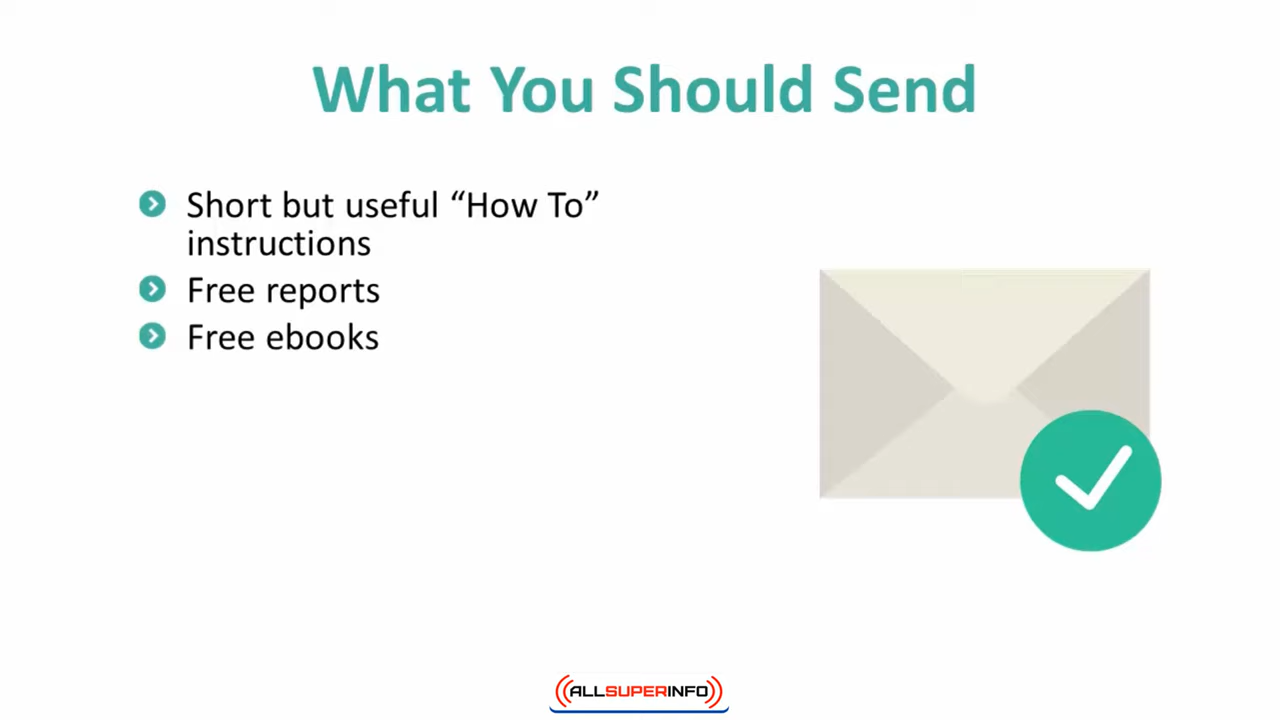 What You Should Send
Short but useful “How To”
instructions
Free reports
Free ebooks
ALLSUPERINFO